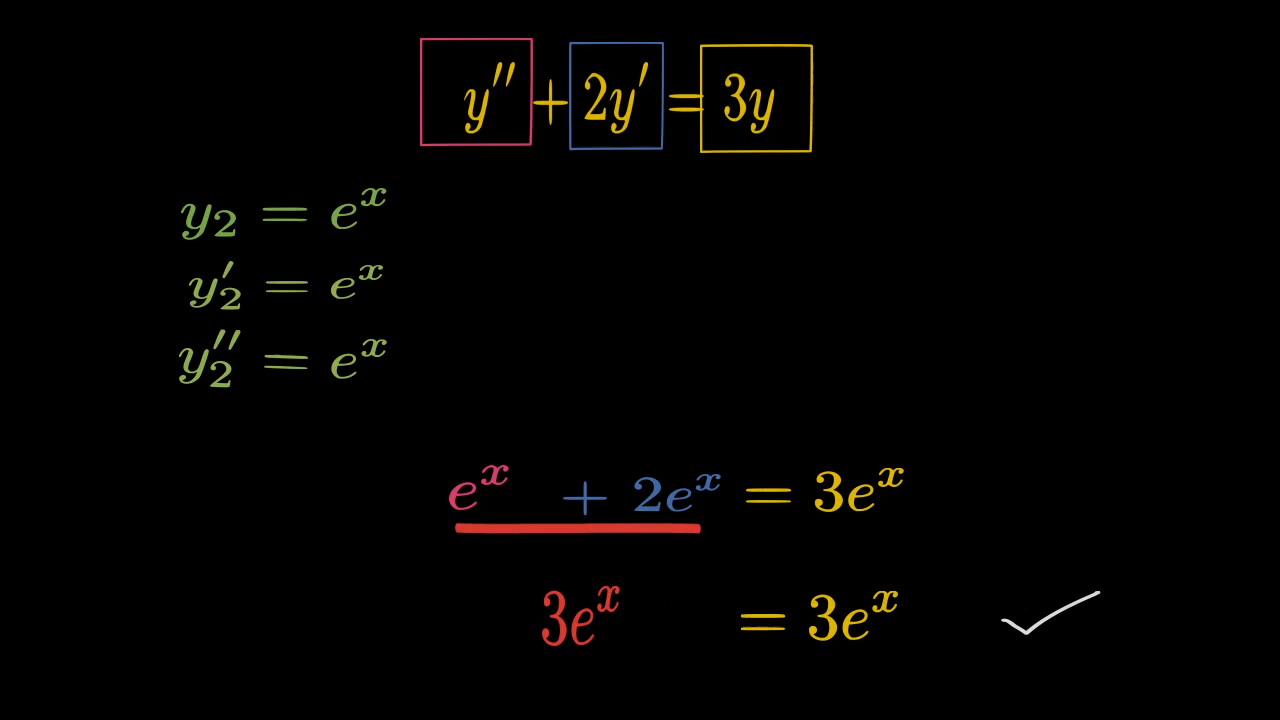 y″ + 2y′ = 3y
y₂ = eˣ
y₂′ = eˣ
y₂″ = eˣ
eˣ + 2eˣ = 3eˣ
3eˣ = 3eˣ ✓